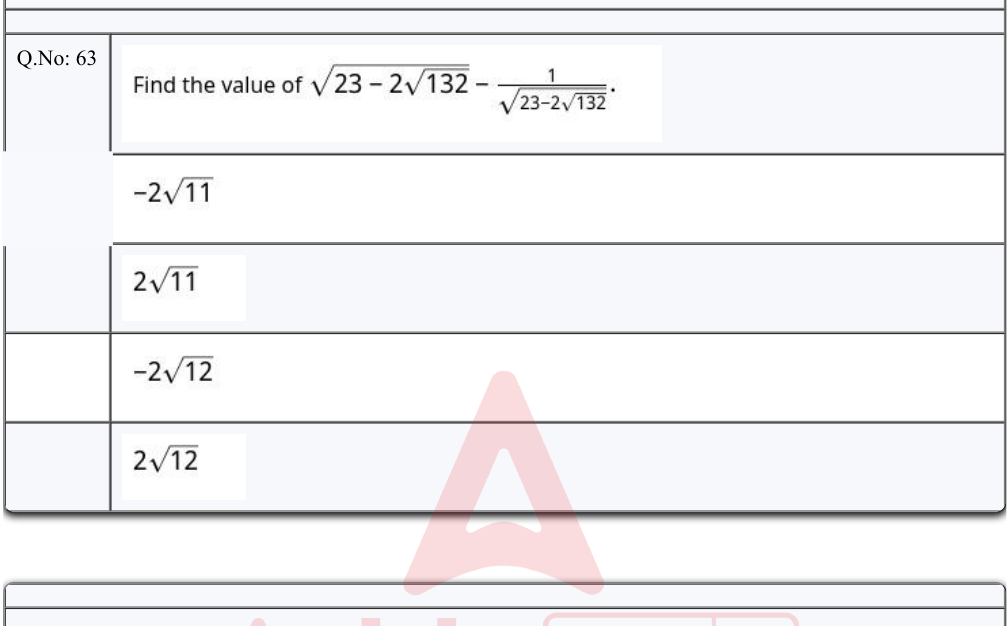 Q.No: 63
Find the value of √(23 − 2√132) − 1/√(23−2√132).
−2√11
2√11
−2√12
2√12